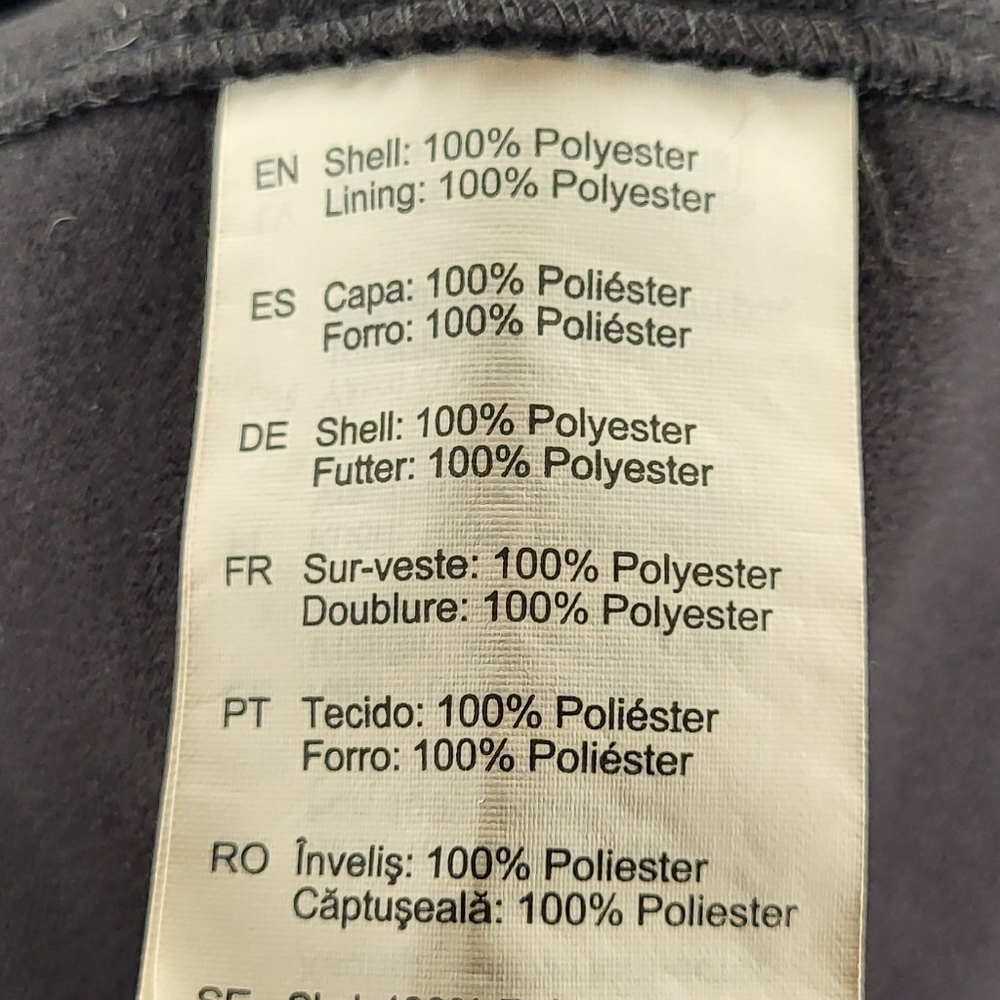 EN Shell: 100% Polyester
Lining: 100% Polyester
ES Capa: 100% Poliéster
Forro: 100% Poliéster
DE Shell: 100% Polyester
Futter: 100% Polyester
FR Sur-veste: 100% Polyester
Doublure: 100% Polyester
PT Tecido: 100% Poliéster
Forro: 100% Poliéster
RO Înveliş: 100% Poliester
Căptuşeală: 100% Poliester